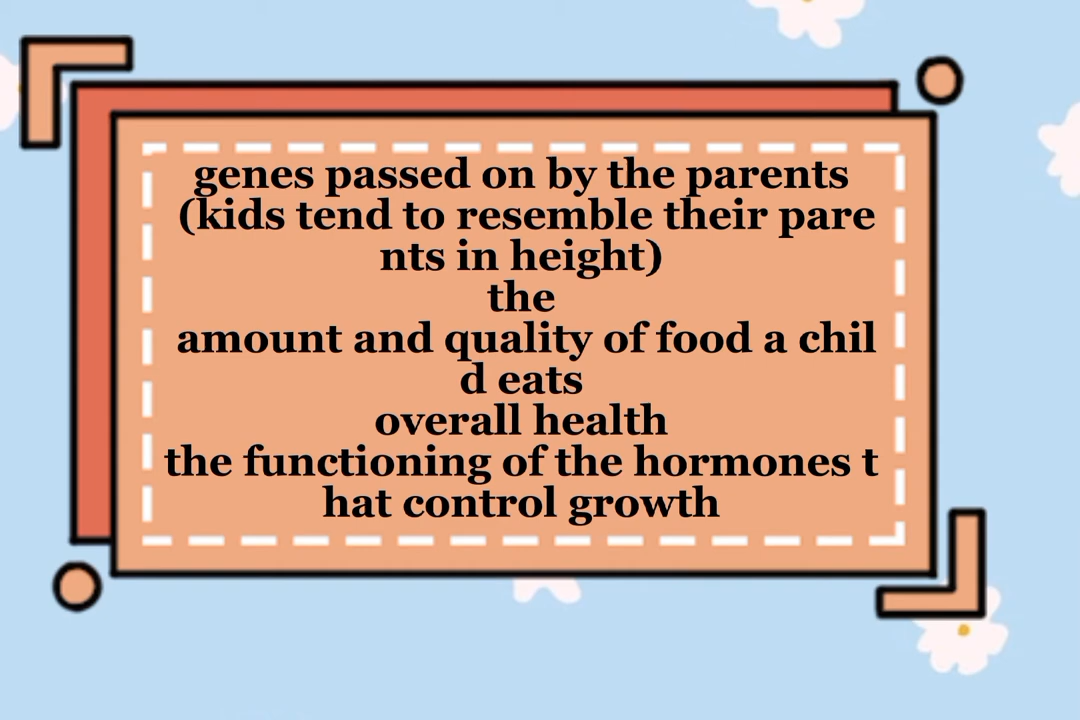 genes passed on by the parents
(kids tend to resemble their pare
nts in height)
the
amount and quality of food a chil
d eats
overall health
the functioning of the hormones t
hat control growth